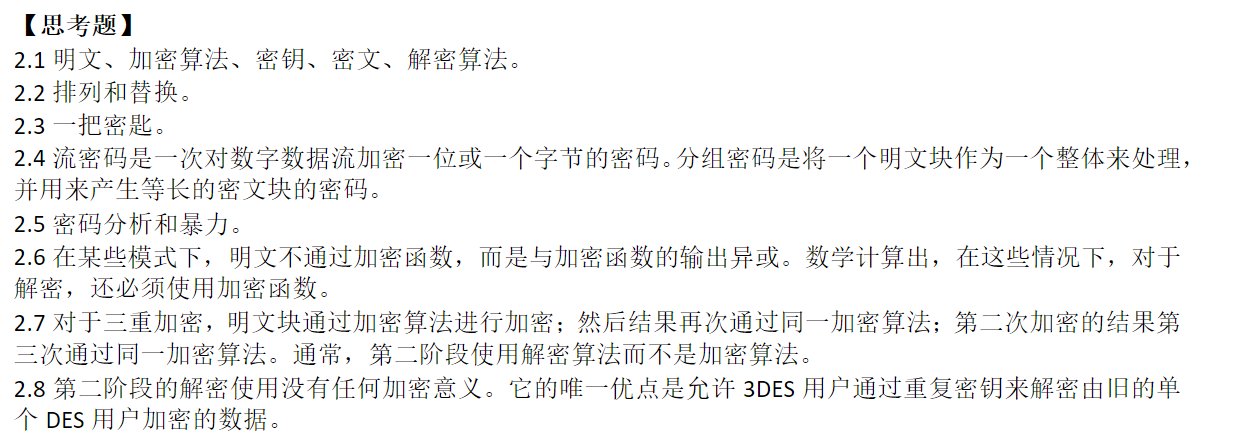 【思考题】
2.1 明文、加密算法、密钥、密文、解密算法。
2.2 排列和替换。
2.3 一把密匙。
2.4 流密码是一次对数字数据流加密一位或一个字节的密码。分组密码是将一个明文块作为一个整体来处理，
并用来产生等长的密文块的密码。
2.5 密码分析和暴力。
2.6 在某些模式下，明文不通过加密函数，而是与加密函数的输出异或。数学计算出，在这些情况下，对于
解密，还必须使用加密函数。
2.7 对于三重加密，明文块通过加密算法进行加密；然后结果再次通过同一加密算法；第二次加密的结果第
三次通过同一加密算法。通常，第二阶段使用解密算法而不是加密算法。
2.8 第二阶段的解密使用没有任何加密意义。它的唯一优点是允许 3DES 用户通过重复密钥来解密由旧的单
个 DES 用户加密的数据。